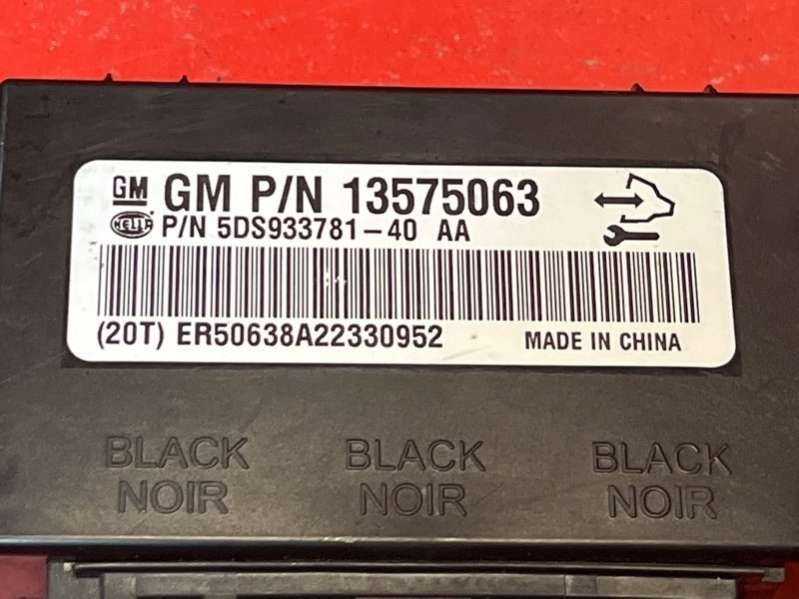 GM GM P/N 13575063
HELLA P/N 5DS933781-40 AA
(20T) ER50638A22330952 MADE IN CHINA
BLACK BLACK BLACK
NOIR NOIR NOIR